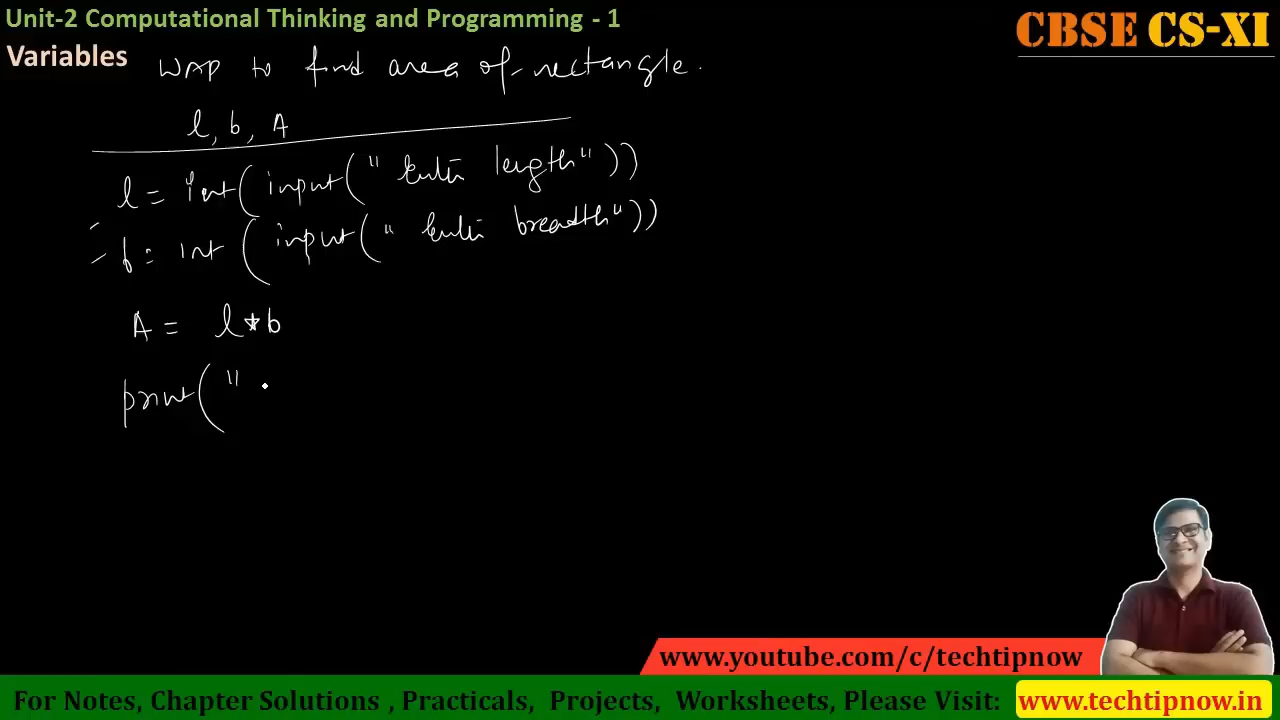 Unit-2 Computational Thinking and Programming - 1
CBSE CS-XI
Variables
WAP to find area of rectangle.
l, b, A
l = int(input("Enter length"))
b = int(input("Enter breadth"))
A = l*b
print("
www.youtube.com/c/techtipnow
For Notes, Chapter Solutions , Practicals, Projects, Worksheets, Please Visit: www.techtipnow.in